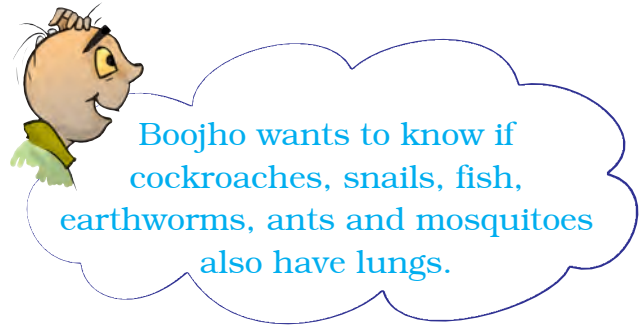 Boojho wants to know if
cockroaches, snails, fish,
earthworms, ants and mosquitoes
also have lungs.